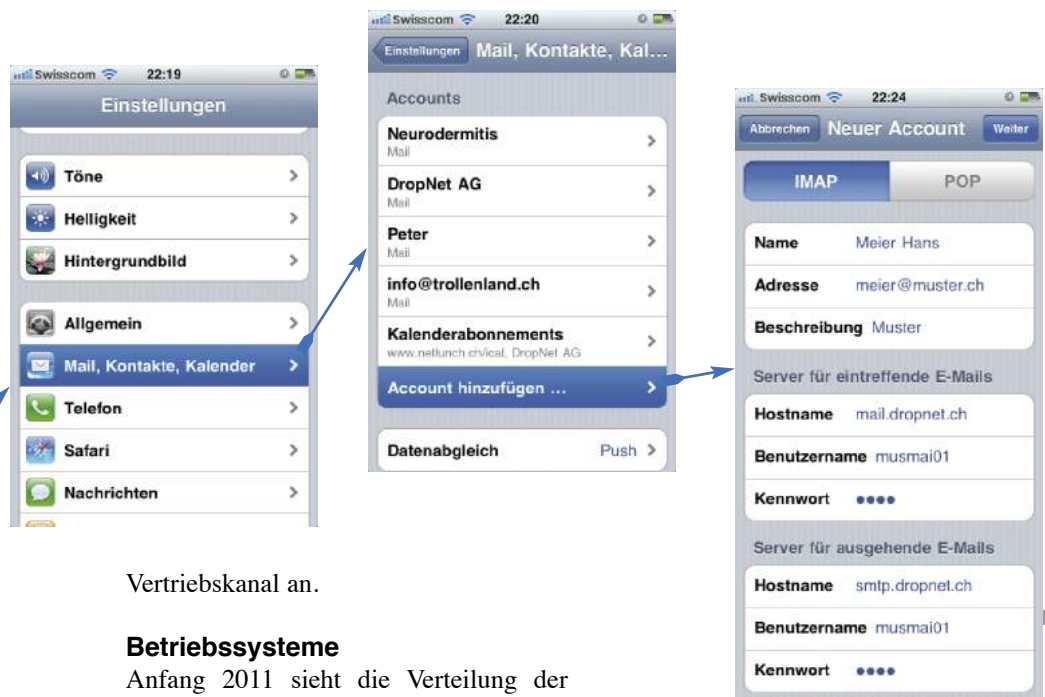 Swisscom 22:19
Einstellungen
Töne
Helligkeit
Hintergrundbild
Allgemein
Mail, Kontakte, Kalender
Telefon
Safari
Nachrichten
Swisscom 22:20
Einstellungen Mail, Kontakte, Kal...
Accounts
Neurodermitis
Mail
DropNet AG
Mail
Peter
Mail
info@trollenland.ch
Mail
Kalenderabonnements
www.netlunch.ch/ical, DropNet AG
Account hinzufügen ...
Datenabgleich Push
Swisscom 22:24
Abbrechen Neuer Account Weiter
IMAP POP
Name Meier Hans
Adresse meier@muster.ch
Beschreibung Muster
Server für eintreffende E-Mails
Hostname mail.dropnet.ch
Benutzername musmai01
Kennwort ●●●●
Server für ausgehende E-Mails
Hostname smtp.dropnet.ch
Benutzername musmai01
Kennwort ●●●●
Vertriebskanal an.
Betriebssysteme
Anfang 2011 sieht die Verteilung der